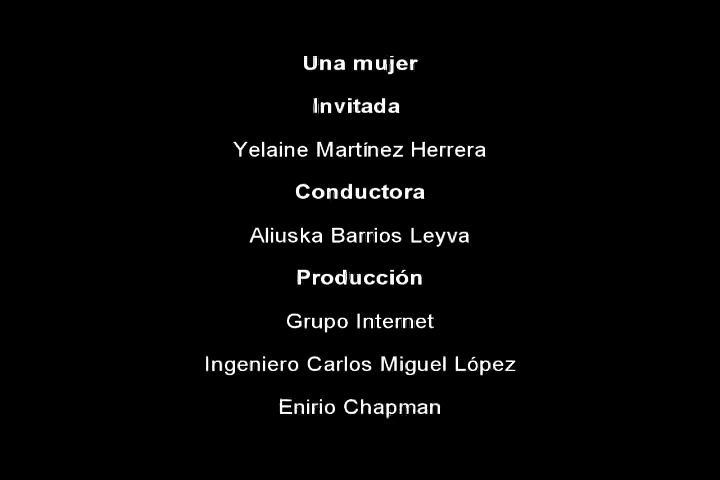 Una mujer
Invitada
Yelaine Martínez Herrera
Conductora
Aliuska Barrios Leyva
Producción
Grupo Internet
Ingeniero Carlos Miguel López
Enirio Chapman